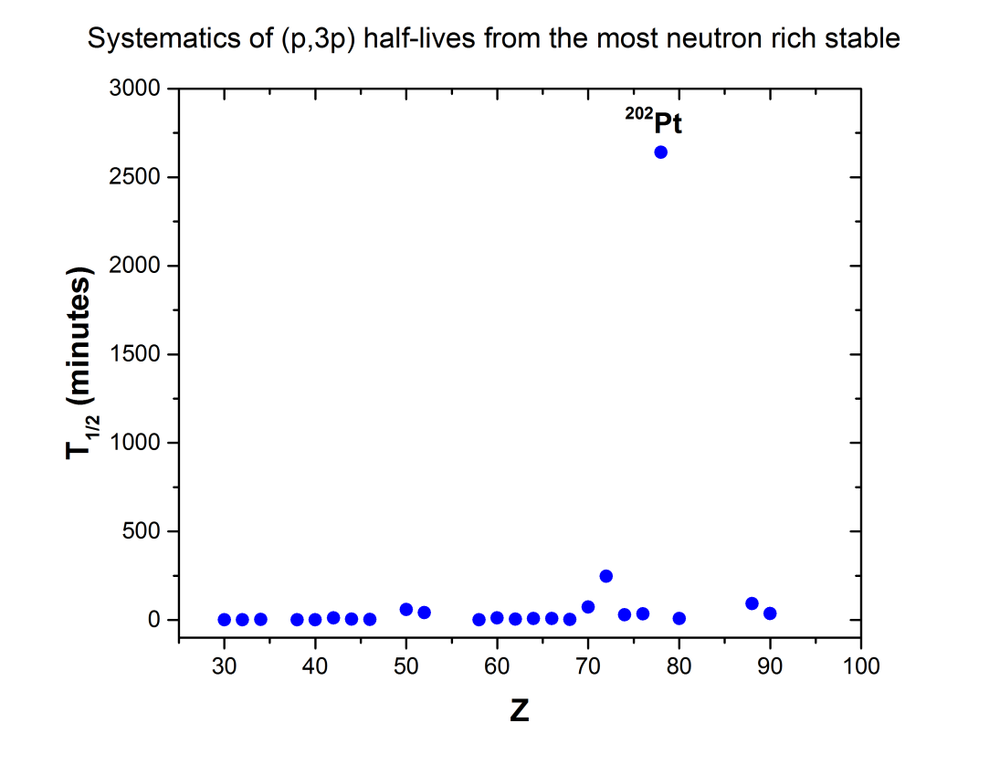 Systematics of (p,3p) half-lives from the most neutron rich stable
3000
2500
2000
1500
1000
500
0
T1/2 (minutes)
202Pt
30 40 50 60 70 80 90 100
Z